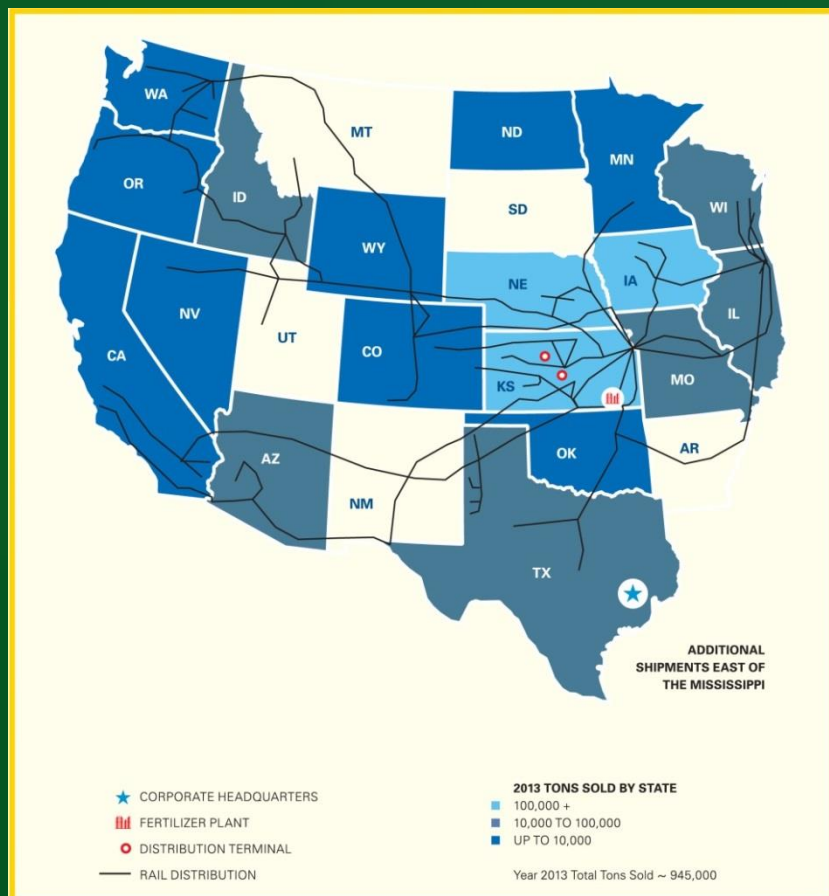 WA
MT
ND
MN
OR
ID
SD
WI
WY
NE
IA
NV
UT
CO
IL
CA
KS
MO
AZ
NM
OK
AR
TX
ADDITIONAL
SHIPMENTS EAST OF
THE MISSISSIPPI
CORPORATE HEADQUARTERS
FERTILIZER PLANT
DISTRIBUTION TERMINAL
RAIL DISTRIBUTION
2013 TONS SOLD BY STATE
100,000 +
10,000 TO 100,000
UP TO 10,000
Year 2013 Total Tons Sold ~ 945,000